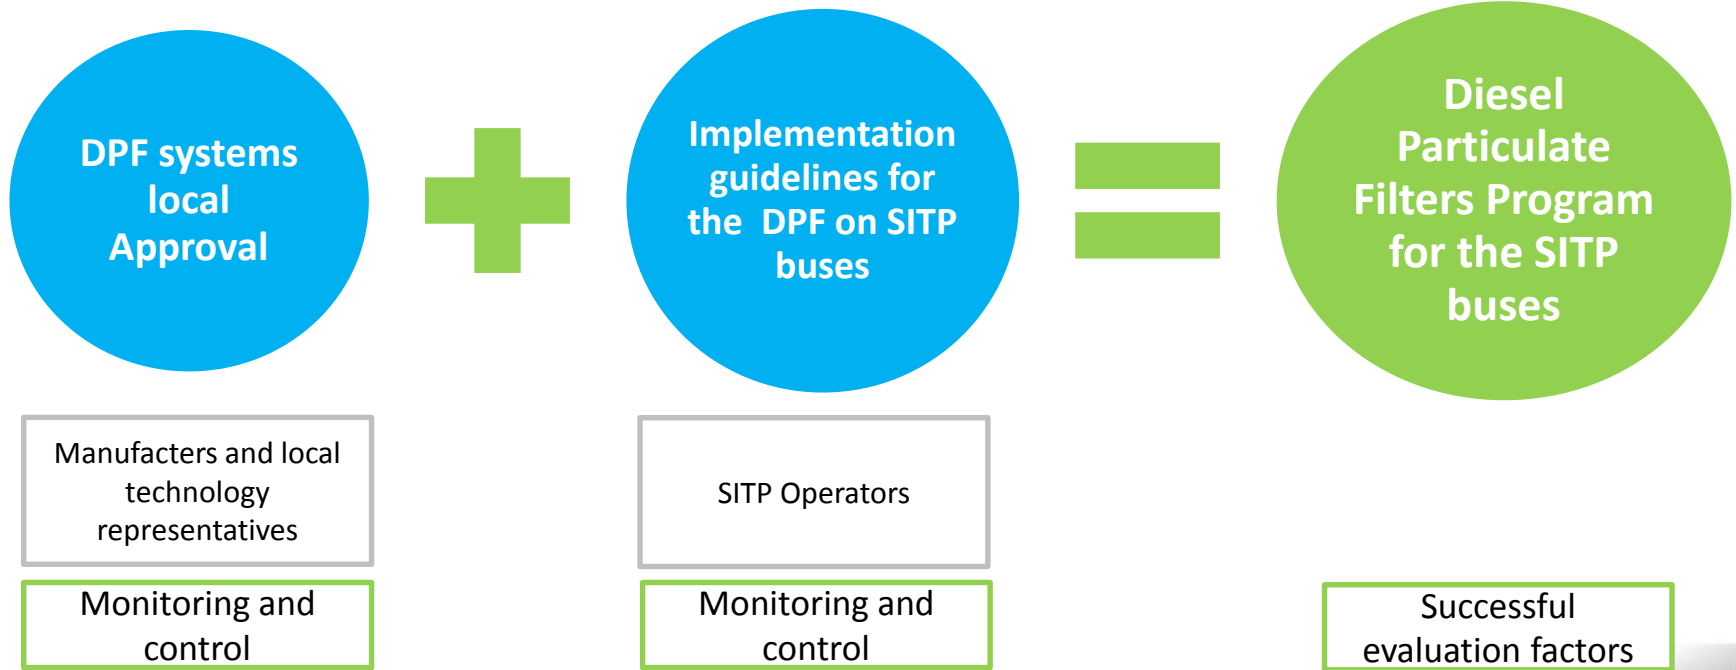 DPF systems
local
Approval
Implementation
guidelines for
the  DPF on SITP
buses
Diesel
Particulate
Filters Program
for the SITP
buses
Manufacters and local
technology
representatives
SITP Operators
Monitoring and
control
Monitoring and
control
Successful
evaluation factors